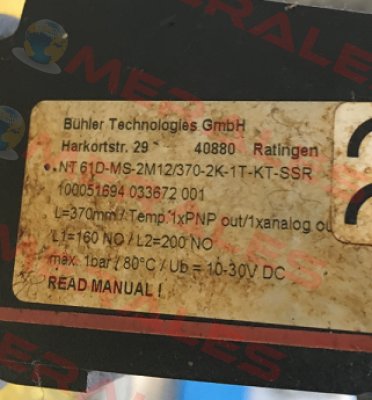 Bühler Technologies GmbH
Harkortstr. 29 40880 Ratingen
NT 61D-MS-2M12/370-2K-1T-KT-SSR
100051694 033672 001
L=370mm / Temp. 1xPNP out/1xanalog ou
L1=160 NO / L2=200 NO
max. 1bar / 80°C / Ub = 10-30V DC
READ MANUAL !
MERALES
MERALES